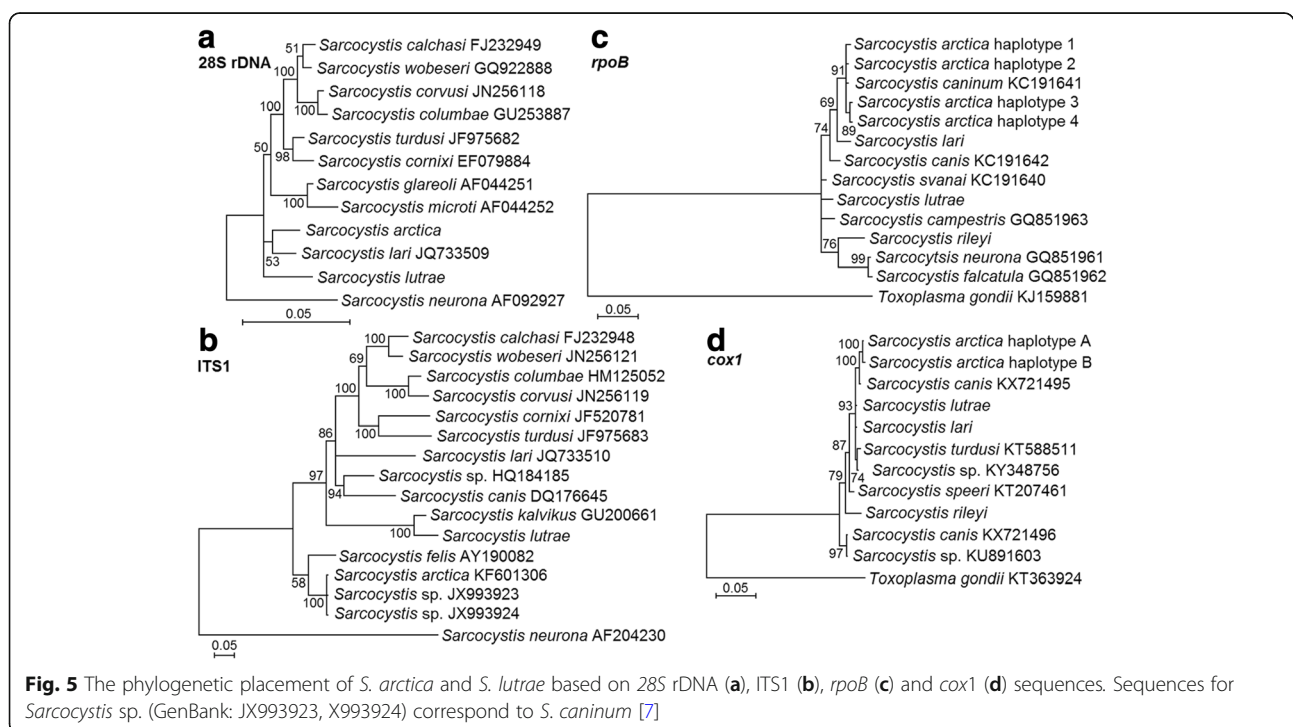 a
28S rDNA
51
Sarcocystis calchasi FJ232949
100
Sarcocystis wobeseri GQ922888
100
Sarcocystis corvusi JN256118
100
Sarcocystis columbae GU253887
50
Sarcocystis turdusi JF975682
98
Sarcocystis cornixi EF079884
Sarcocystis glareoli AF044251
100
Sarcocystis microti AF044252
Sarcocystis arctica
Sarcocystis lari JQ733509
53
Sarcocystis lutrae
Sarcocystis neurona AF092927
0.05
b
ITS1
100
Sarcocystis calchasi FJ232948
69
Sarcocystis wobeseri JN256121
Sarcocystis columbae HM125052
100
100
Sarcocystis corvusi JN256119
Sarcocystis cornixi JF520781
100
Sarcocystis turdusi JF975683
86
Sarcocystis lari JQ733510
97
Sarcocystis sp. HQ184185
94
Sarcocystis canis DQ176645
Sarcocystis kalvikus GU200661
100
Sarcocystis lutrae
Sarcocystis felis AY190082
58
Sarcocystis arctica KF601306
Sarcocystis sp. JX993923
100
Sarcocystis sp. JX993924
Sarcocystis neurona AF204230
0.05
c
rpoB
Sarcocystis arctica haplotype 1
91
Sarcocystis arctica haplotype 2
Sarcocystis caninum KC191641
69
Sarcocystis arctica haplotype 3
Sarcocystis arctica haplotype 4
74
89
Sarcocystis lari
Sarcocystis canis KC191642
Sarcocystis svanai KC191640
Sarcocystis lutrae
Sarcocystis campestris GQ851963
76
Sarcocystis rileyi
99
Sarcocytsis neurona GQ851961
Sarcocystis falcatula GQ851962
Toxoplasma gondii KJ159881
0.05
d
cox1
100
Sarcocystis arctica haplotype A
100
Sarcocystis arctica haplotype B
Sarcocystis canis KX721495
93
Sarcocystis lutrae
Sarcocystis lari
87
Sarcocystis turdusi KT588511
79
74
Sarcocystis sp. KY348756
Sarcocystis speeri KT207461
Sarcocystis rileyi
Sarcocystis canis KX721496
97
Sarcocystis sp. KU891603
Toxoplasma gondii KT363924
0.05
Fig. 5 The phylogenetic placement of S. arctica and S. lutrae based on 28S rDNA (a), ITS1 (b), rpoB (c) and cox1 (d) sequences. Sequences for
Sarcocystis sp. (GenBank: JX993923, X993924) correspond to S. caninum [7]